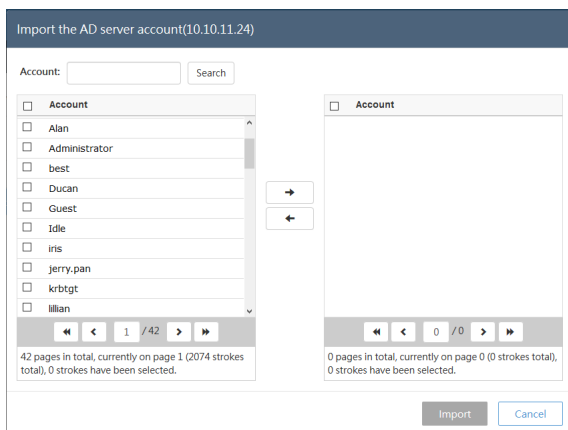 Import the AD server account(10.10.11.24)
Account:
Search
Account
Alan
Administrator
best
Ducan
Guest
Idle
iris
jerry.pan
krbtgt
lillian
1 / 42
42 pages in total, currently on page 1 (2074 strokes
total), 0 strokes have been selected.
Account
0 / 0
0 pages in total, currently on page 0 (0 strokes total),
0 strokes have been selected.
Import
Cancel